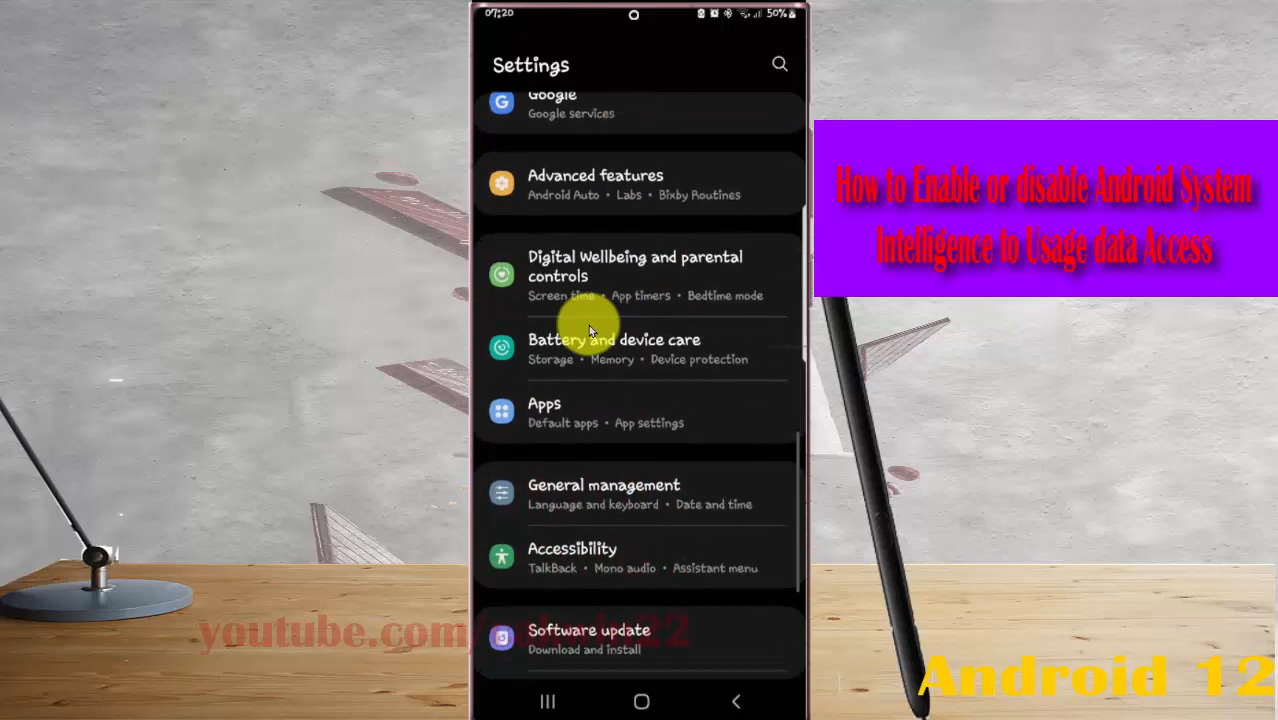 07:20
50%
Settings
Google
Google services
Advanced features
Android Auto • Labs • Bixby Routines
Digital Wellbeing and parental
controls
Screen time • App timers • Bedtime mode
Battery and device care
Storage • Memory • Device protection
Apps
Default apps • App settings
General management
Language and keyboard • Date and time
Accessibility
TalkBack • Mono audio • Assistant menu
Software update
Download and install
How to Enable or disable Android System
Intelligence to Usage data Access
youtube.com/
Android 12